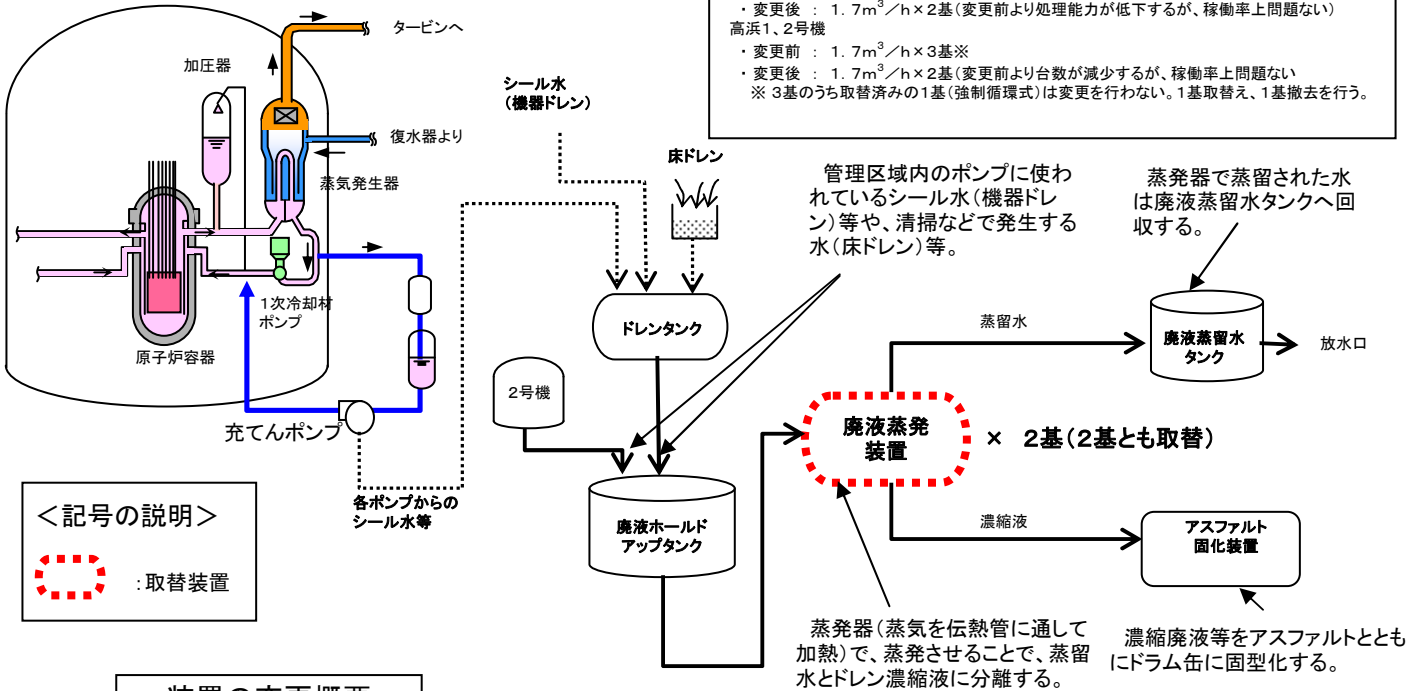 ・変更後 : 1.7m³/h×2基(変更前より処理能力が低下するが、稼働率上問題ない)
高浜1、2号機
・変更前 : 1.7m³/h×3基※
・変更後 : 1.7m³/h×2基(変更前より台数が減少するが、稼働率上問題ない
※ 3基のうち取替済みの1基(強制循環式)は変更を行わない。1基取替え、1基撤去を行う。
タービンへ
加圧器
シール水
(機器ドレン)
復水器より
蒸気発生器
床ドレン
管理区域内のポンプに使わ
れているシール水(機器ドレ
ン)等や、清掃などで発生する
水(床ドレン)等。
蒸発器で蒸留された水
は廃液蒸留水タンクへ回
収する。
1次冷却材
ポンプ
原子炉容器
ドレンタンク
蒸留水
廃液蒸留水
タンク
放水口
2号機
充てんポンプ
廃液蒸発
装置
× 2基(2基とも取替)
各ポンプからの
シール水等
廃液ホールド
アップタンク
濃縮液
アスファルト
固化装置
<記号の説明>
:取替装置
蒸発器(蒸気を伝熱管に通して
加熱)で、蒸発させることで、蒸留
水とドレン濃縮液に分離する。
濃縮廃液等をアスファルトととも
にドラム缶に固型化する。
装置の変更概要